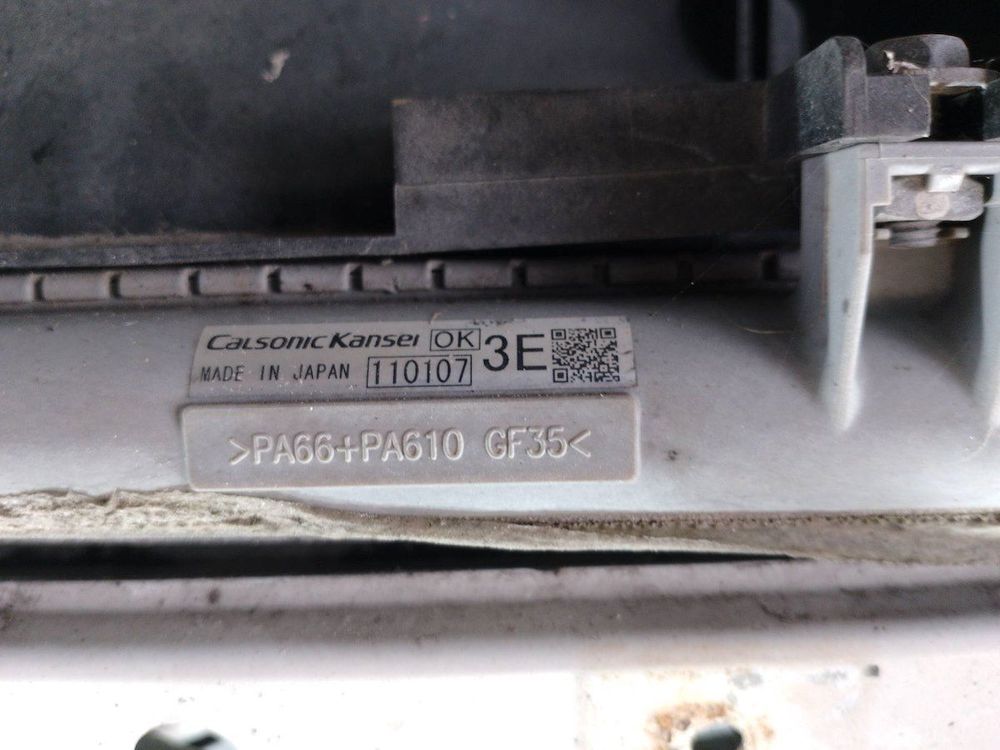 CalsonicKansei OK 3E
MADE IN JAPAN 110107
>PA66+PA610 GF35<